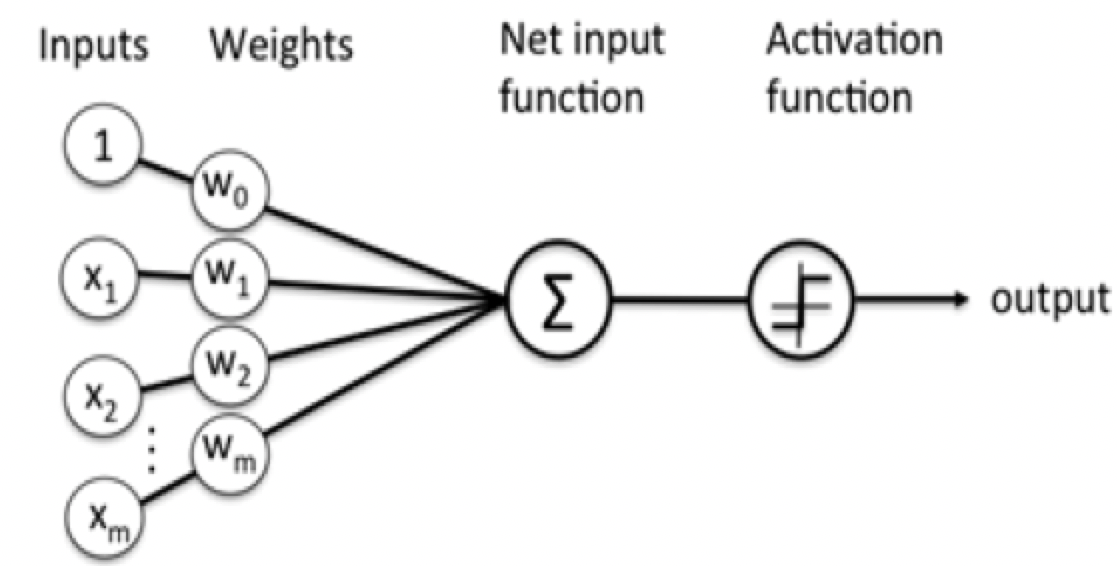 Inputs
Weights
Net input
function
Activation
function
1
w₀
x₁
w₁
x₂
w₂
⋮
xₘ
wₘ
Σ
output